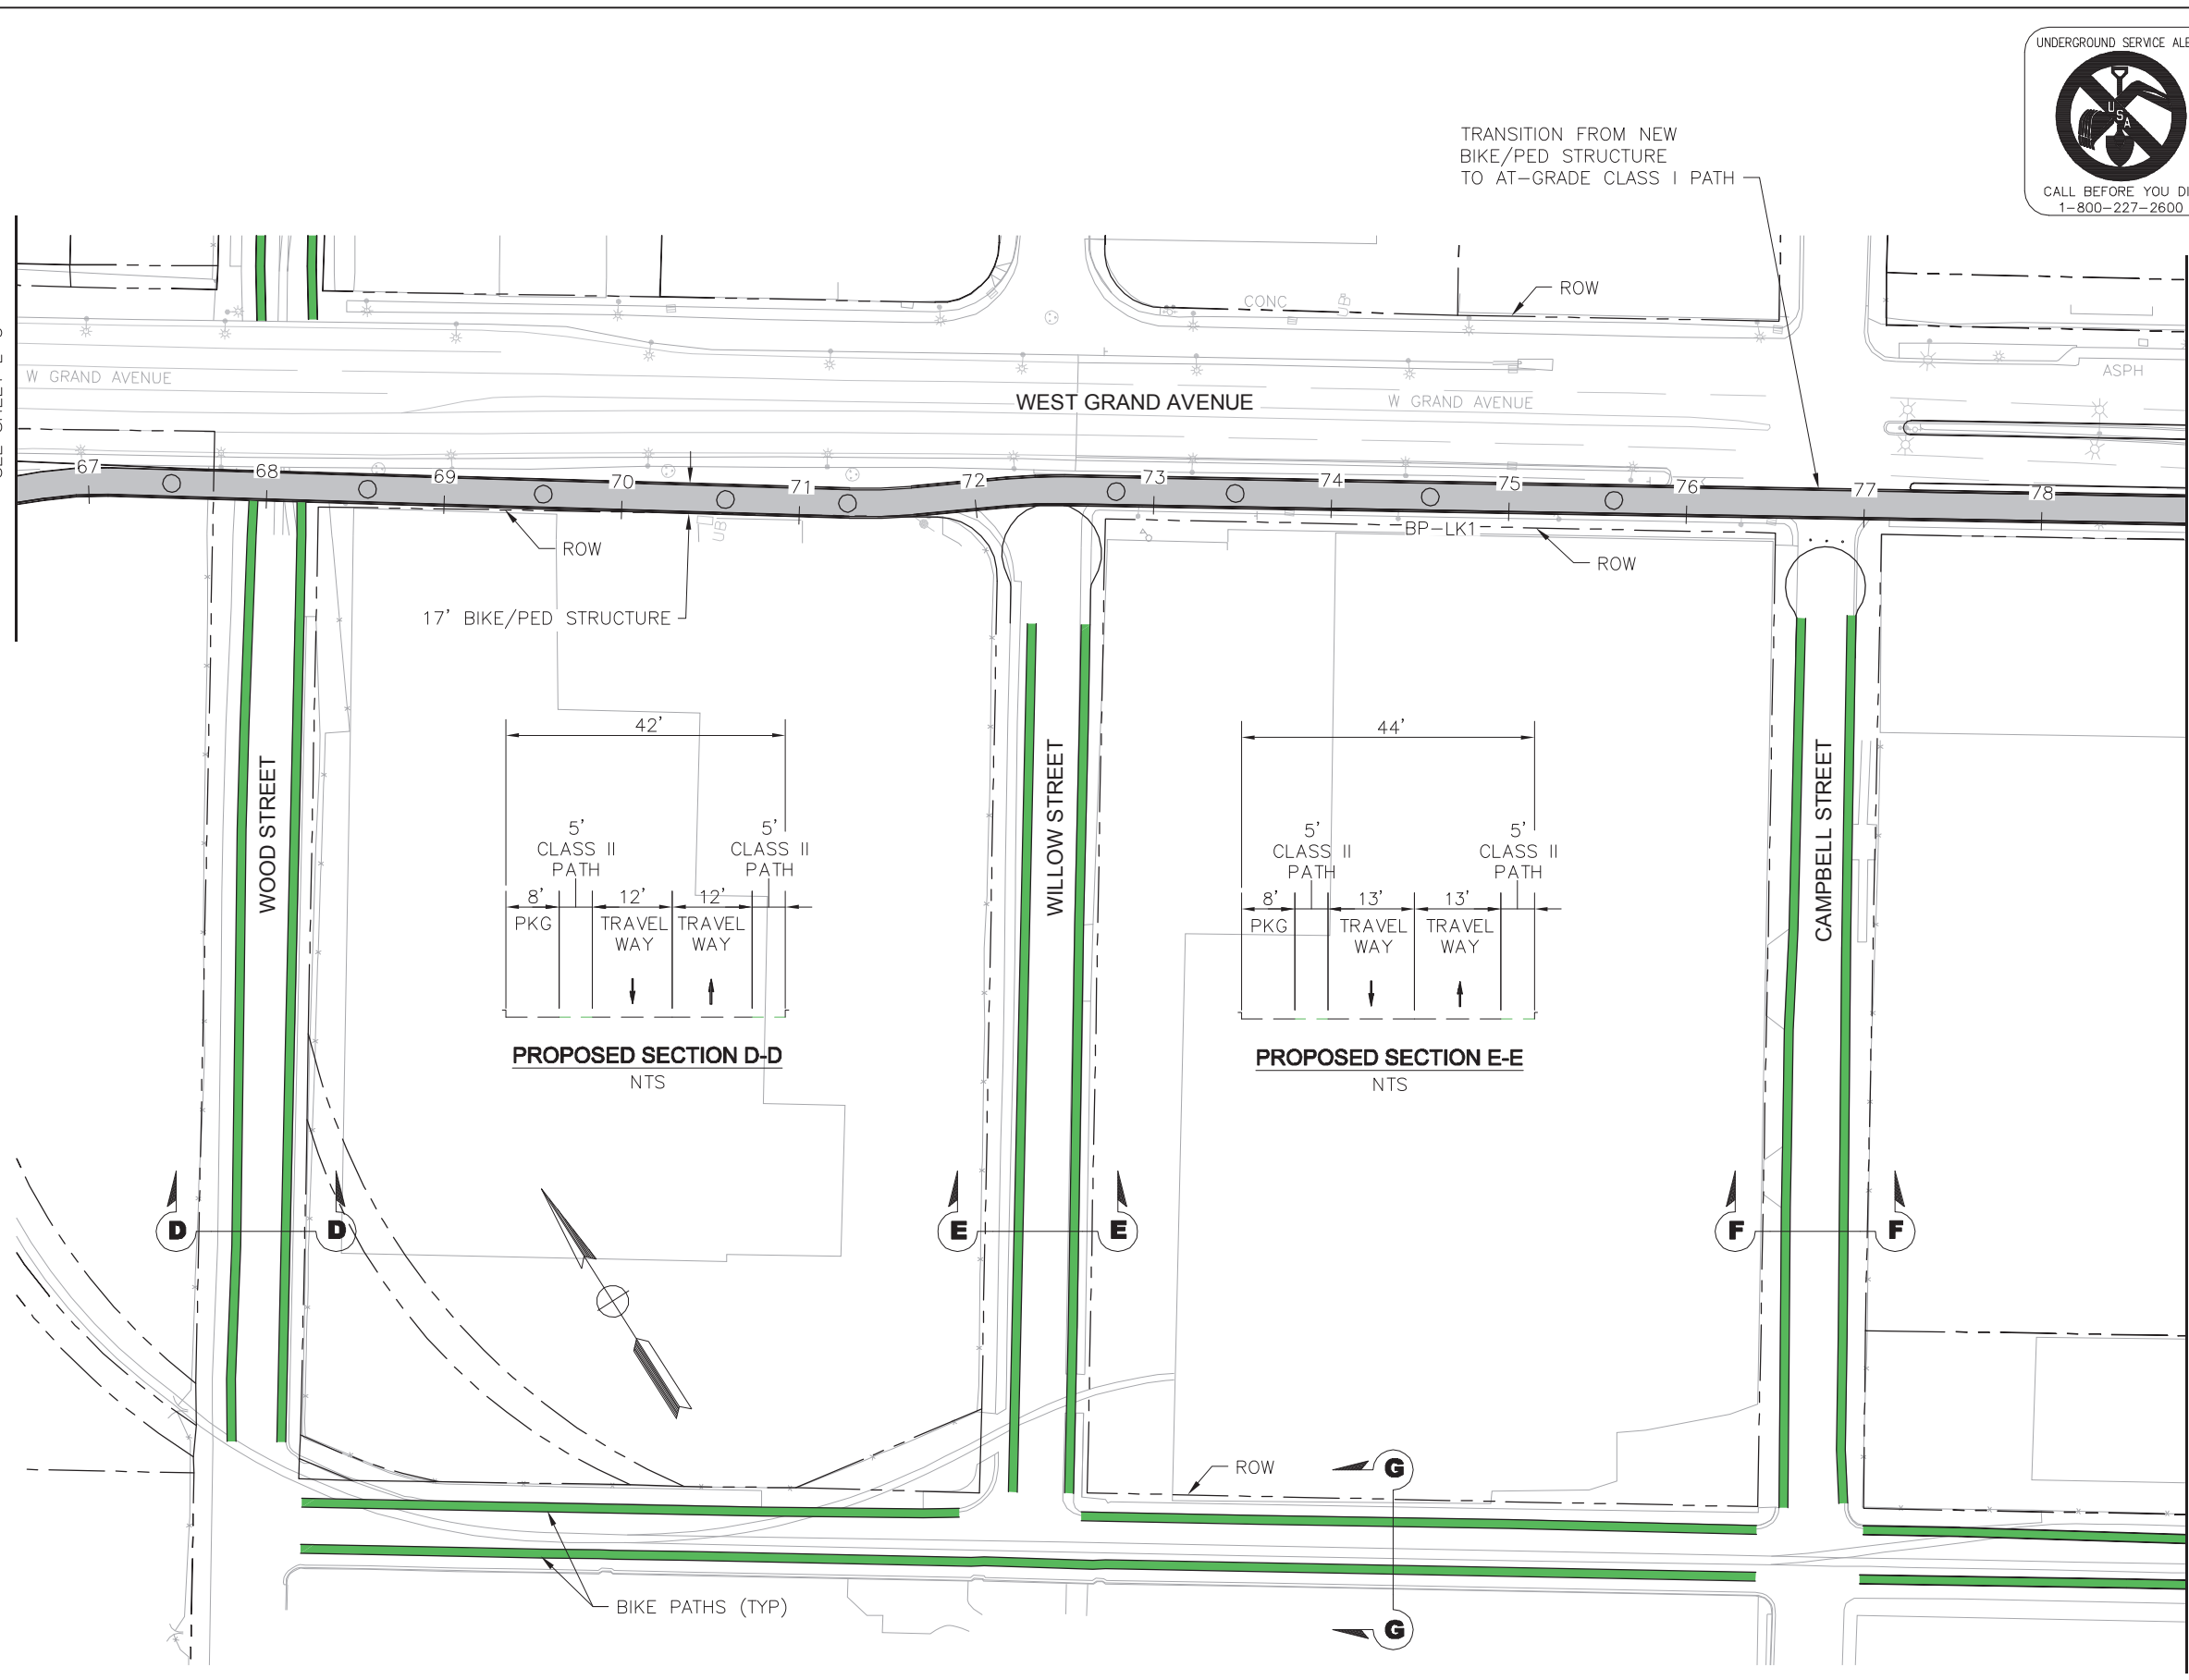 UNDERGROUND SERVICE
USA
CALL BEFORE YOU
1-800-227-2600
TRANSITION FROM NEW
BIKE/PED STRUCTURE
TO AT-GRADE CLASS I PATH
ROW
CONC
UB
W GRAND AVENUE
WEST GRAND AVENUE
W GRAND AVENUE
ASPH
67
68
69
70
71
72
73
74
75
76
77
78
UB
BP-LK1
ROW
ROW
17' BIKE/PED STRUCTURE
WOOD STREET
WILLOW STREET
CAMPBELL STREET
42'
5'
CLASS II
PATH
5'
CLASS II
PATH
8'
12'
12'
PKG
TRAVEL
WAY
TRAVEL
WAY
PROPOSED SECTION D-D
NTS
44'
5'
CLASS II
PATH
5'
CLASS II
PATH
8'
13'
13'
PKG
TRAVEL
WAY
TRAVEL
WAY
PROPOSED SECTION E-E
NTS
D
D
E
E
F
F
ROW
G
G
BIKE PATHS (TYP)